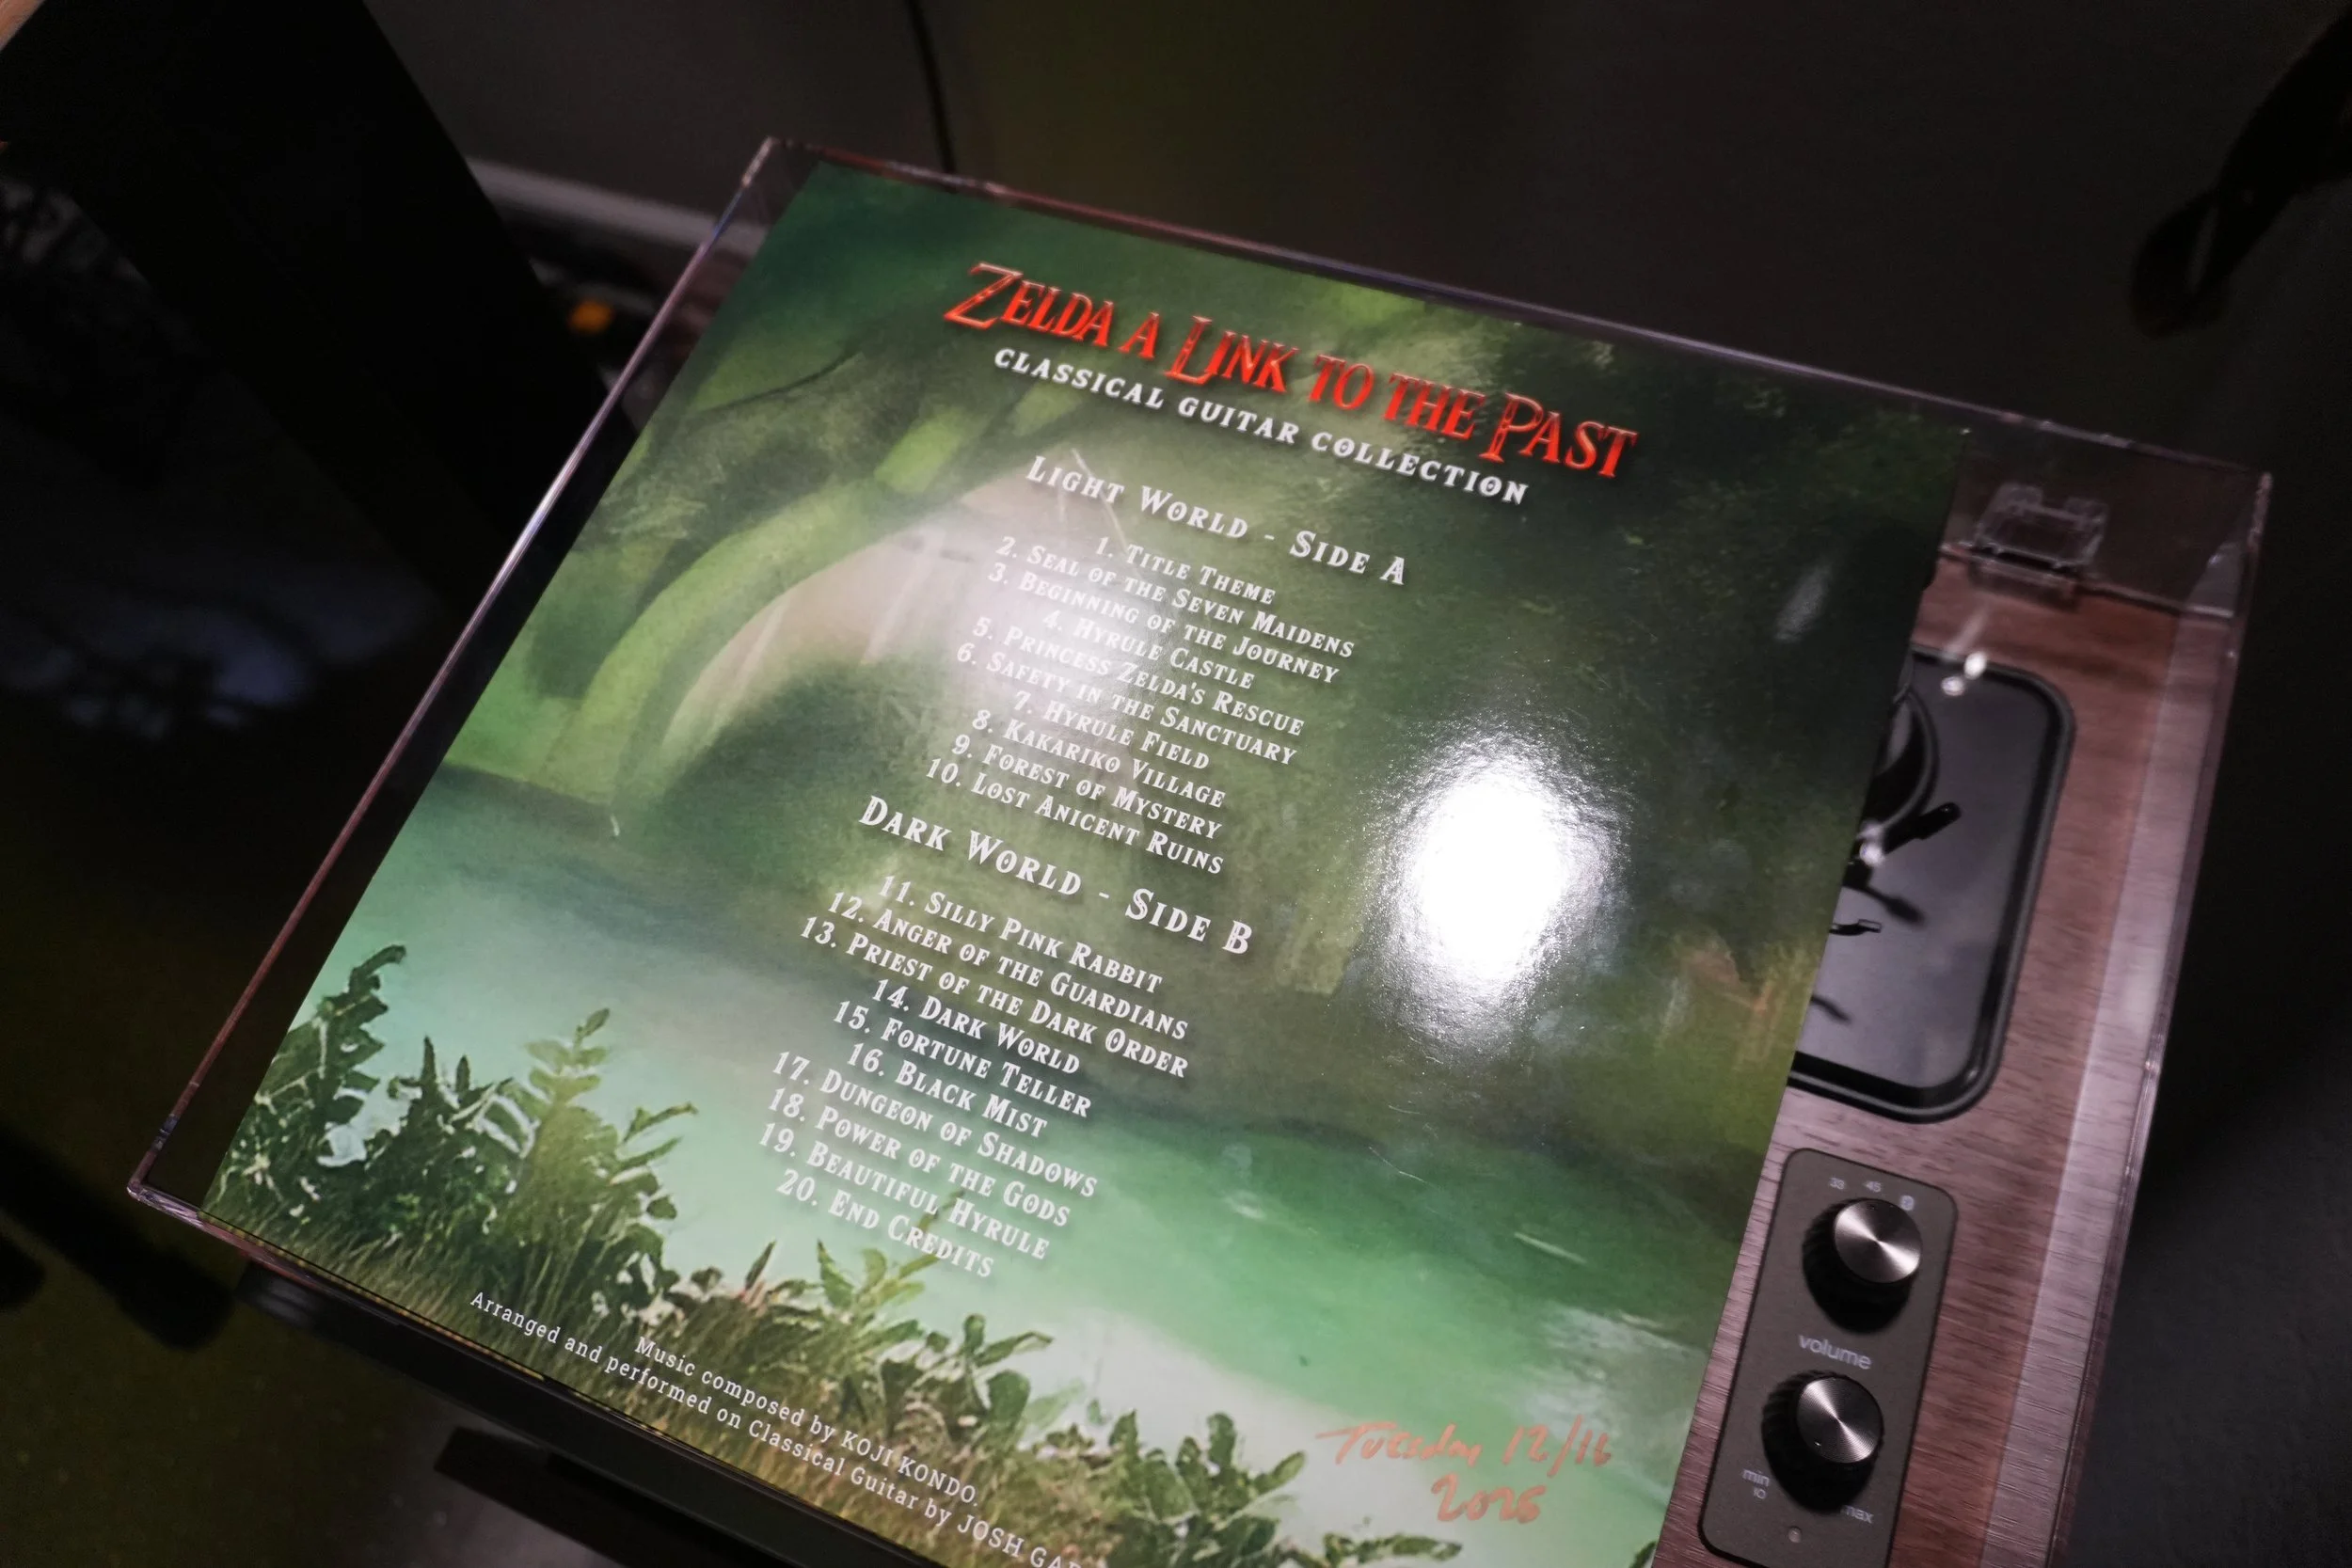 ZELDA A LINK TO THE PAST
CLASSICAL GUITAR COLLECTION
LIGHT WORLD - SIDE A
1. TITLE THEME
2. SEAL OF THE SEVEN MAIDENS
3. BEGINNING OF THE JOURNEY
4. HYRULE CASTLE
5. PRINCESS ZELDA'S RESCUE
6. SAFETY IN THE SANCTUARY
7. HYRULE FIELD
8. KAKARIKO VILLAGE
9. FOREST OF MYSTERY
10. LOST ANICENT RUINS
DARK WORLD - SIDE B
11. SILLY PINK RABBIT
12. ANGER OF THE GUARDIANS
13. PRIEST OF THE DARK ORDER
14. DARK WORLD
15. FORTUNE TELLER
16. BLACK MIST
17. DUNGEON OF SHADOWS
18. POWER OF THE GODS
19. BEAUTIFUL HYRULE
20. END CREDITS
Music composed by KOJI KONDO.
Arranged and performed on Classical Guitar by JOSH
Tuesday 12/16
2025
33 45
volume
min max